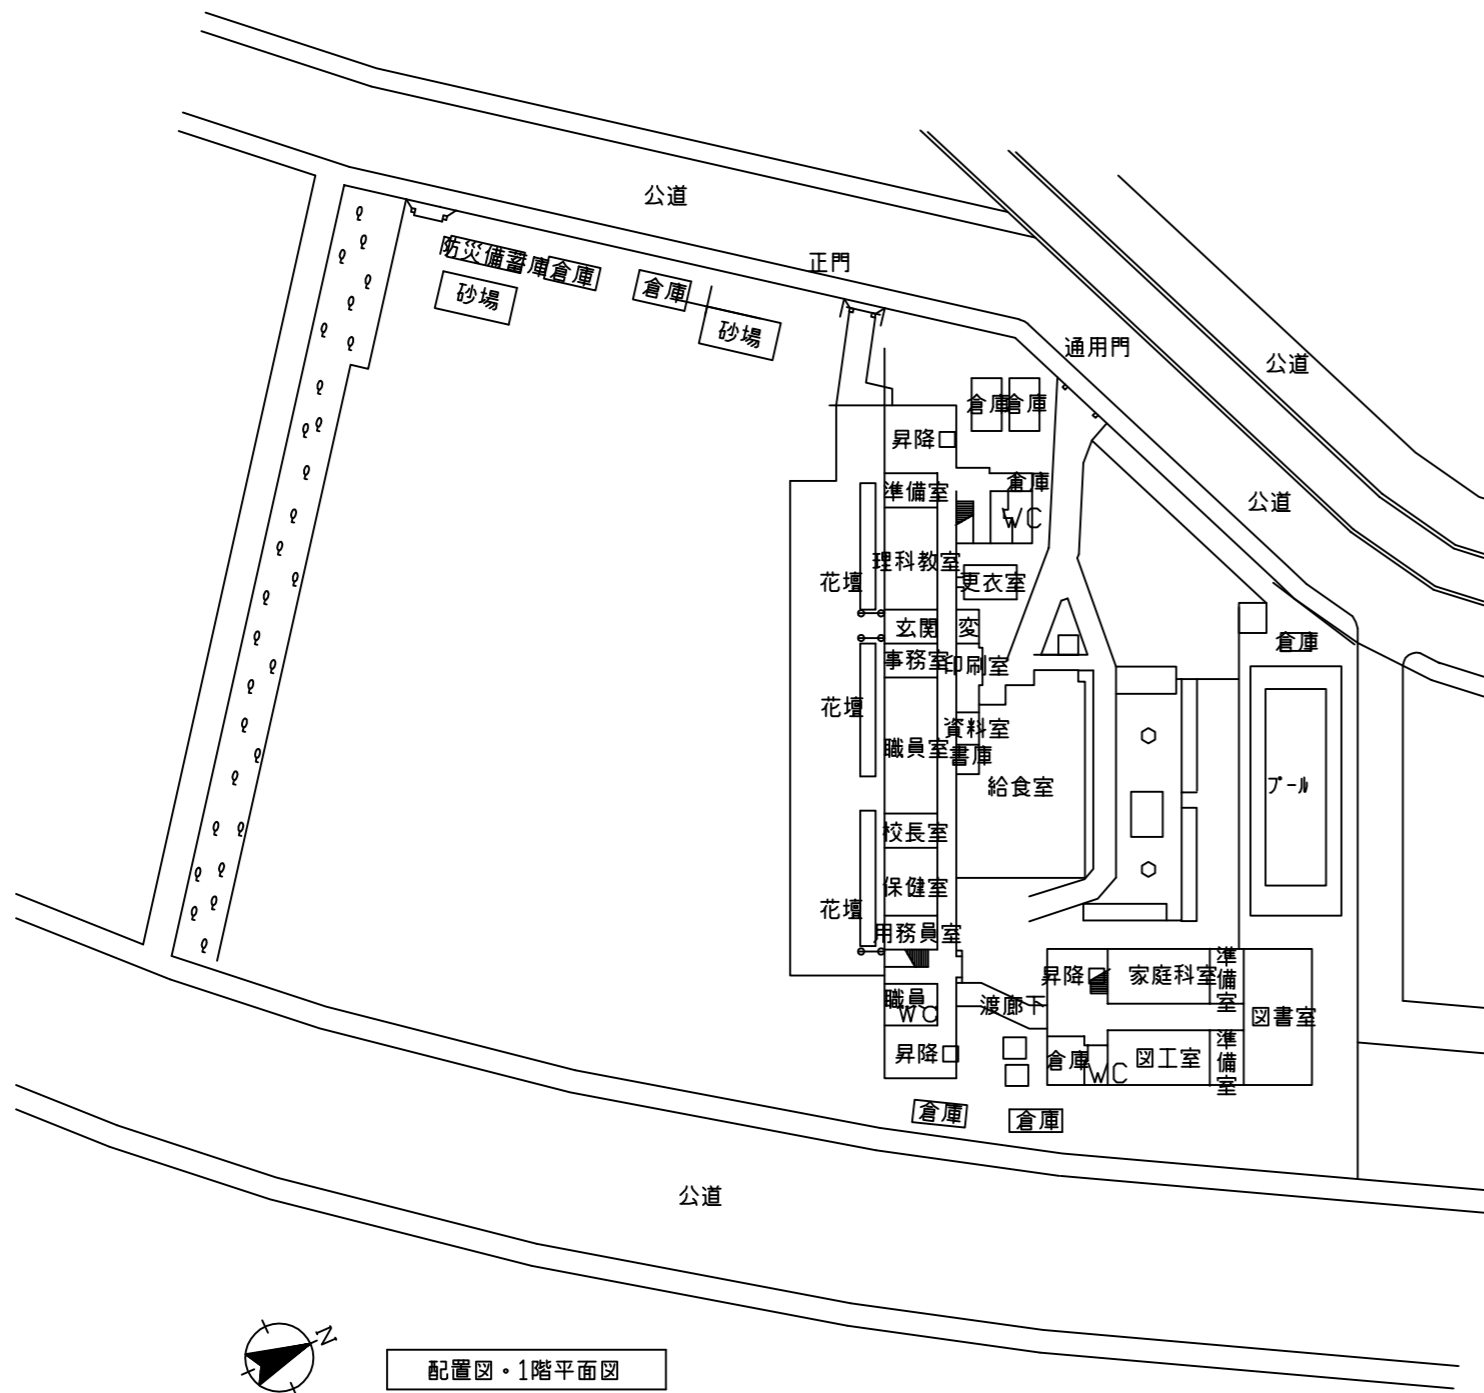 公道
正門
防災備蓄庫
倉庫
倉庫
砂場
砂場
通用門
公道
倉庫
倉庫
昇降
準備室
倉庫
WC
公道
理科教室
花壇
更衣室
玄関
変
事務室
印刷室
倉庫
花壇
資料室
職員室
書庫
給食室
プール
校長室
保健室
花壇
用務員室
昇降
家庭科室
準備室
職員
WC
渡廊下
図書室
昇降
倉庫
WC
図工室
準備室
倉庫
倉庫
公道
N
配置図・1階平面図